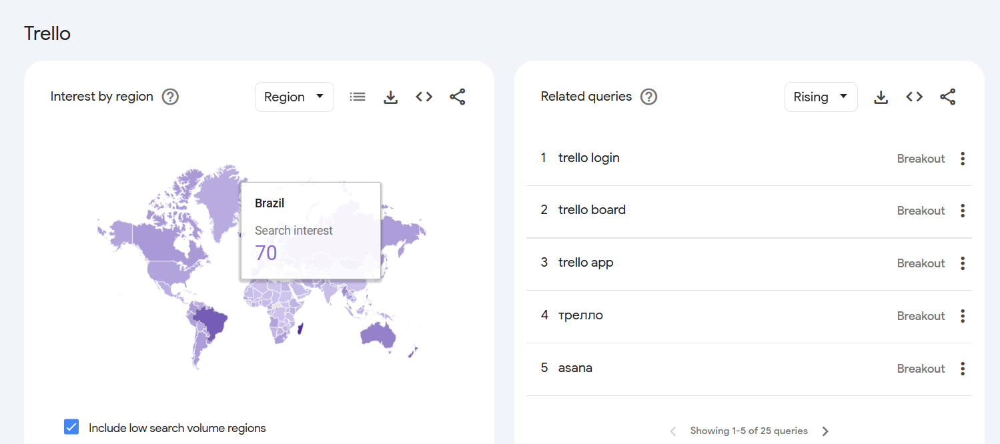 Trello
Interest by region
Region
Brazil
Search interest
70
Include low search volume regions
Related queries
Rising
1 trello login Breakout
2 trello board Breakout
3 trello app Breakout
4 трелло Breakout
5 asana Breakout
Showing 1-5 of 25 queries